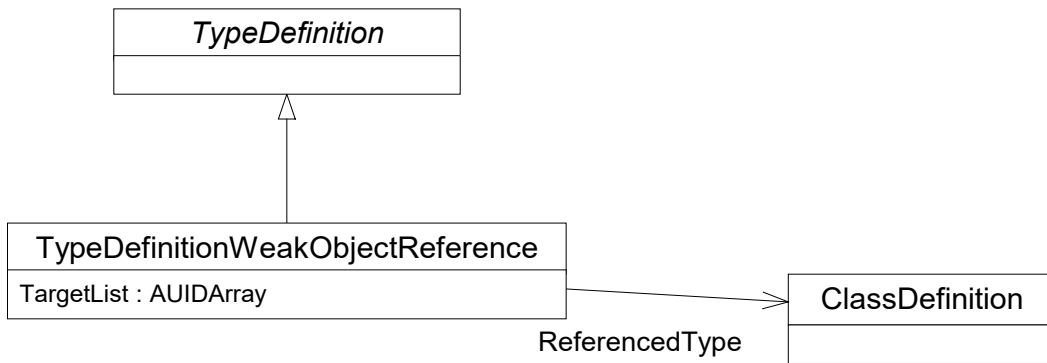 TypeDefinition
TypeDefinitionWeakObjectReference
TargetList : AUIDArray
ClassDefinition
ReferencedType